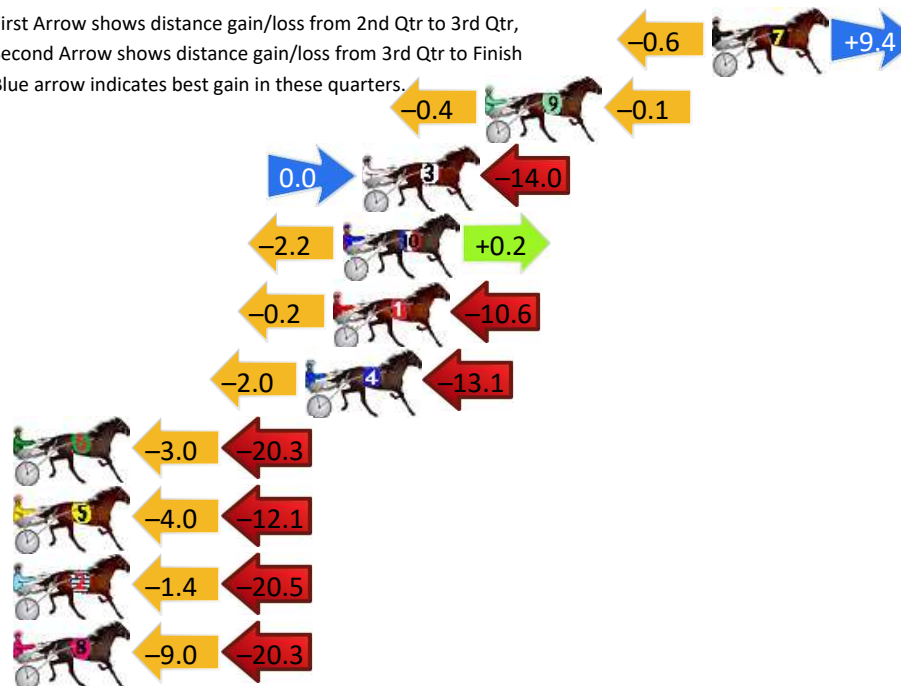 irst Arrow shows distance gain/loss from 2nd Qtr to 3rd Qtr,
econd Arrow shows distance gain/loss from 3rd Qtr to Finish
lue arrow indicates best gain in these quarters.
–0.6 7 +9.4
–0.4 9 –0.1
0.0 3 –14.0
–2.2 10 +0.2
–0.2 1 –10.6
–2.0 4 –13.1
6 –3.0 –20.3
5 –4.0 –12.1
2 –1.4 –20.5
8 –9.0 –20.3